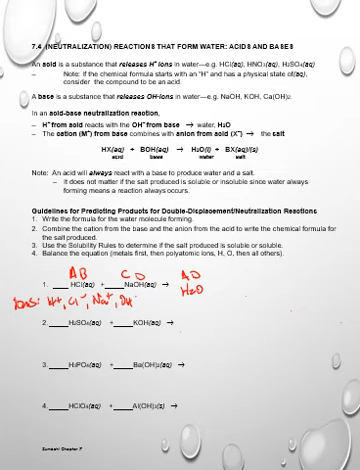 7.4 (NEUTRALIZATION) REACTIONS THAT FORM WATER: ACIDS AND BASES
An acid is a substance that releases H⁺ ions in water—e.g. HCl(aq), HNO₃(aq), H₂SO₄(aq)
– Note: If the chemical formula starts with an "H" and has a physical state of(aq),
consider the compound to be an acid.
A base is a substance that releases OH-ions in water—e.g. NaOH, KOH, Ca(OH)₂.
In an acid-base neutralization reaction,
– H⁺ from acid reacts with the OH⁻ from base → water, H₂O
– The cation (M⁺) from base combines with anion from acid (X⁻) → the salt
HX(aq) + BOH(aq) → H₂O(l) + BX(aq)/(s)
acid base water salt
Note: An acid will always react with a base to produce water and a salt.
– It does not matter if the salt produced is soluble or insoluble since water always
forming means a reaction always occurs.
Guidelines for Predicting Products for Double-Displacement/Neutralization Reactions
1. Write the formula for the water molecule forming.
2. Combine the cation from the base and the anion from the acid to write the chemical formula for
the salt produced.
3. Use the Solubility Rules to determine if the salt produced is soluble or insoluble.
4. Balance the equation (metals first, then polyatomic ions, H, O, then all others).
AB CD AD
1. ____ HCl(aq) + ____NaOH(aq) → H₂O
Ions: H⁺, Cl⁻, Na⁺, OH⁻
2. ____H₂SO₄(aq) + ____KOH(aq) →
3. ____H₃PO₄(aq) + ____Ba(OH)₂(aq) →
4. ____HClO₄(aq) + ____Al(OH)₃(s) →